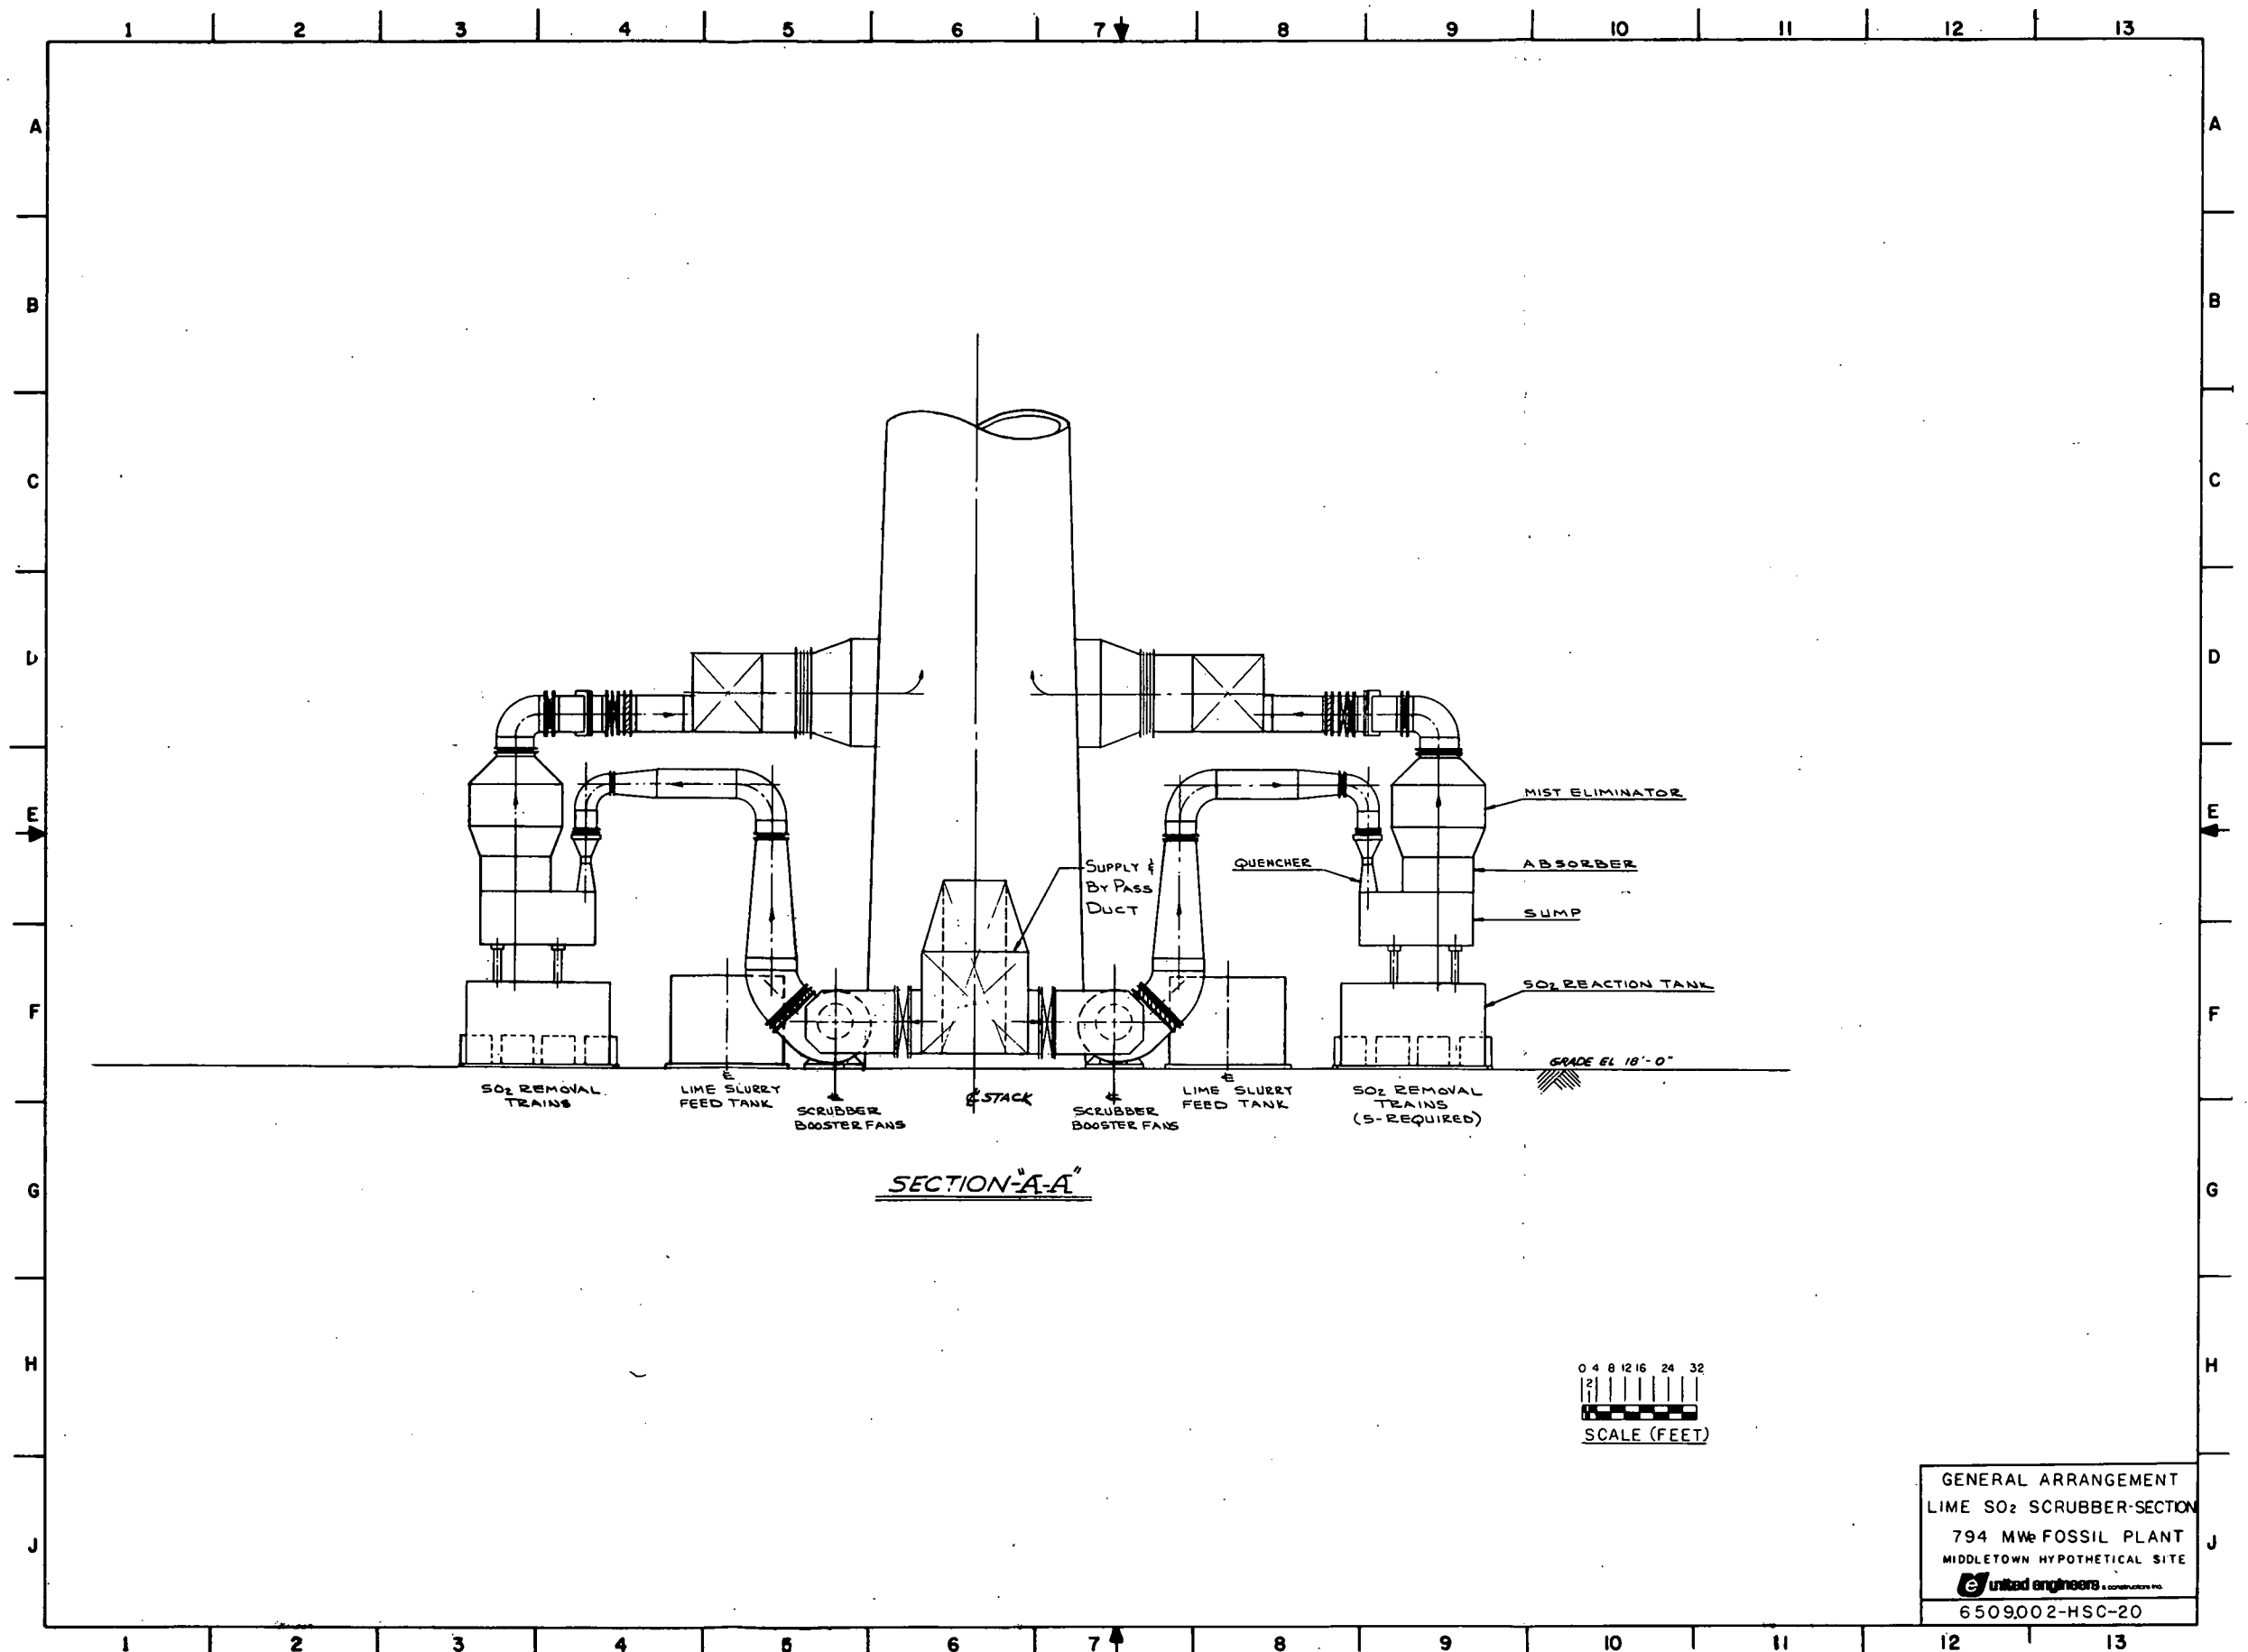 1 2 3 4 5 6 7 8 9 10 11 12 13
A A
B B
C C
D D
E E
MIST ELIMINATOR
SUPPLY &
BY PASS
DUCT
QUENCHER
ABSORBER
SUMP
SO2 REACTION TANK
F F
GRADE EL 18'-0"
SO2 REMOVAL
TRAINS
℄
LIME SLURRY
FEED TANK
℄
SCRUBBER
BOOSTER FANS
℄ STACK
℄
SCRUBBER
BOOSTER FANS
℄
LIME SLURRY
FEED TANK
SO2 REMOVAL
TRAINS
(5-REQUIRED)
SECTION-"A-A"
G G
H H
0 4 8 12 16 24 32
2
SCALE (FEET)
GENERAL ARRANGEMENT
LIME SO2 SCRUBBER-SECTION
794 MWe FOSSIL PLANT
MIDDLETOWN HYPOTHETICAL SITE
e united engineers & constructors inc.
6509.002-HSC-20
J J
1 2 3 4 5 6 7 8 9 10 11 12 13